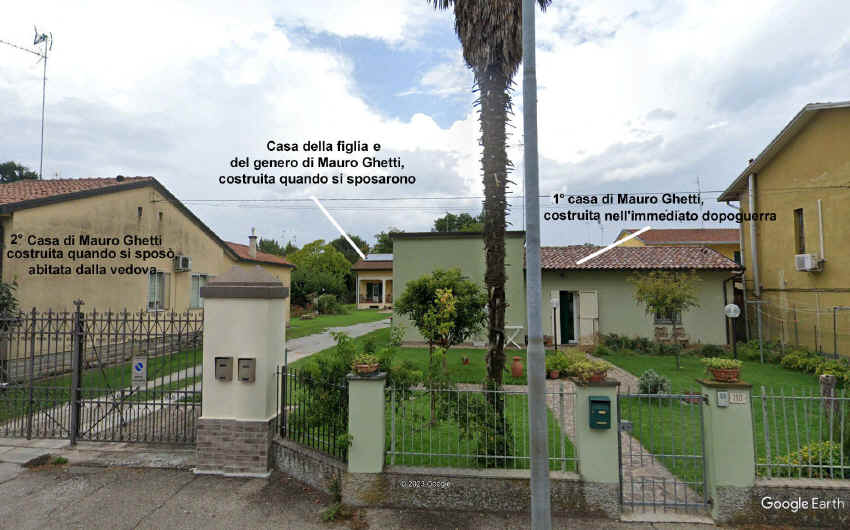 Casa della figlia e
del genero di Mauro Ghetti,
costruita quando si sposarono
1° casa di Mauro Ghetti,
costruita nell'immediato dopoguerra
2° Casa di Mauro Ghetti
costruita quando si sposò
abitata dalla vedova
© 2023 Google
Google Earth